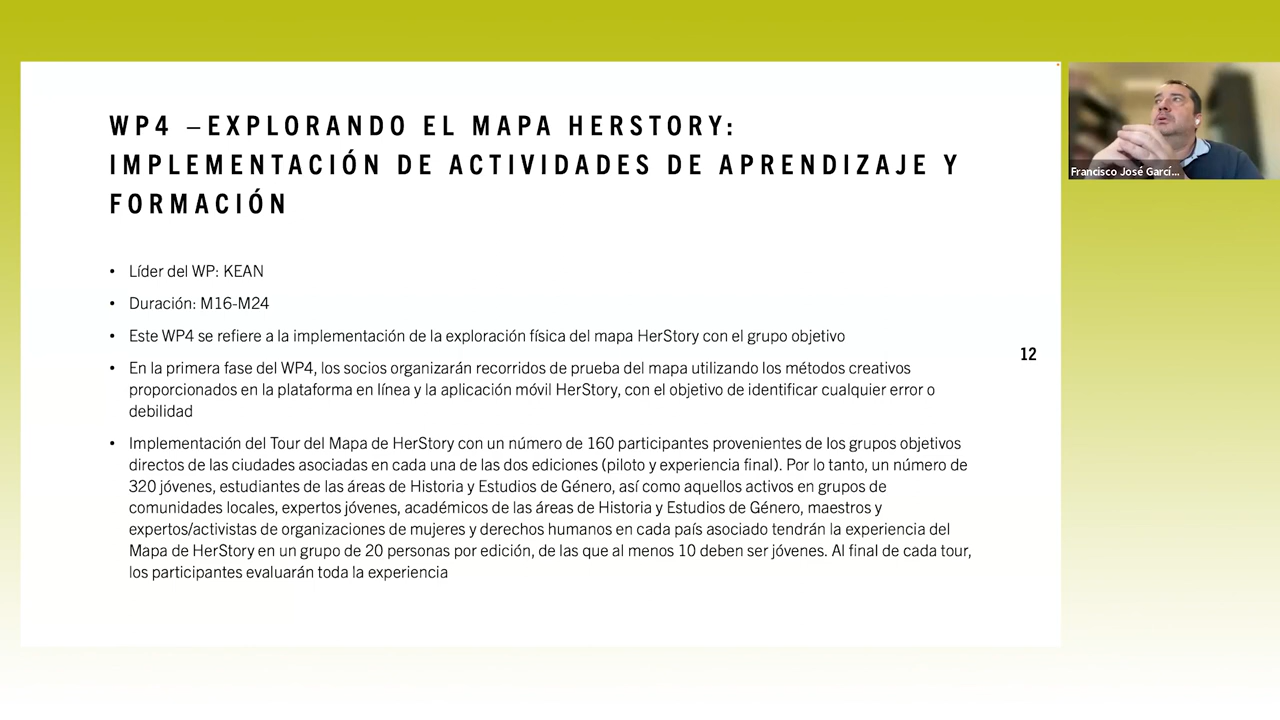 WP4 –EXPLORANDO EL MAPA HERSTORY:
IMPLEMENTACIÓN DE ACTIVIDADES DE APRENDIZAJE Y
FORMACIÓN
• Líder del WP: KEAN
• Duración: M16-M24
• Este WP4 se refiere a la implementación de la exploración física del mapa HerStory con el grupo objetivo
• En la primera fase del WP4, los socios organizarán recorridos de prueba del mapa utilizando los métodos creativos
proporcionados en la plataforma en línea y la aplicación móvil HerStory, con el objetivo de identificar cualquier error o
debilidad
• Implementación del Tour del Mapa de HerStory con un número de 160 participantes provenientes de los grupos objetivos
directos de las ciudades asociadas en cada una de las dos ediciones (piloto y experiencia final). Por lo tanto, un número de
320 jóvenes, estudiantes de las áreas de Historia y Estudios de Género, así como aquellos activos en grupos de
comunidades locales, expertos jóvenes, académicos de las áreas de Historia y Estudios de Género, maestros y
expertos/activistas de organizaciones de mujeres y derechos humanos en cada país asociado tendrán la experiencia del
Mapa de HerStory en un grupo de 20 personas por edición, de las que al menos 10 deben ser jóvenes. Al final de cada tour,
los participantes evaluarán toda la experiencia
12
Francisco José Garcí...